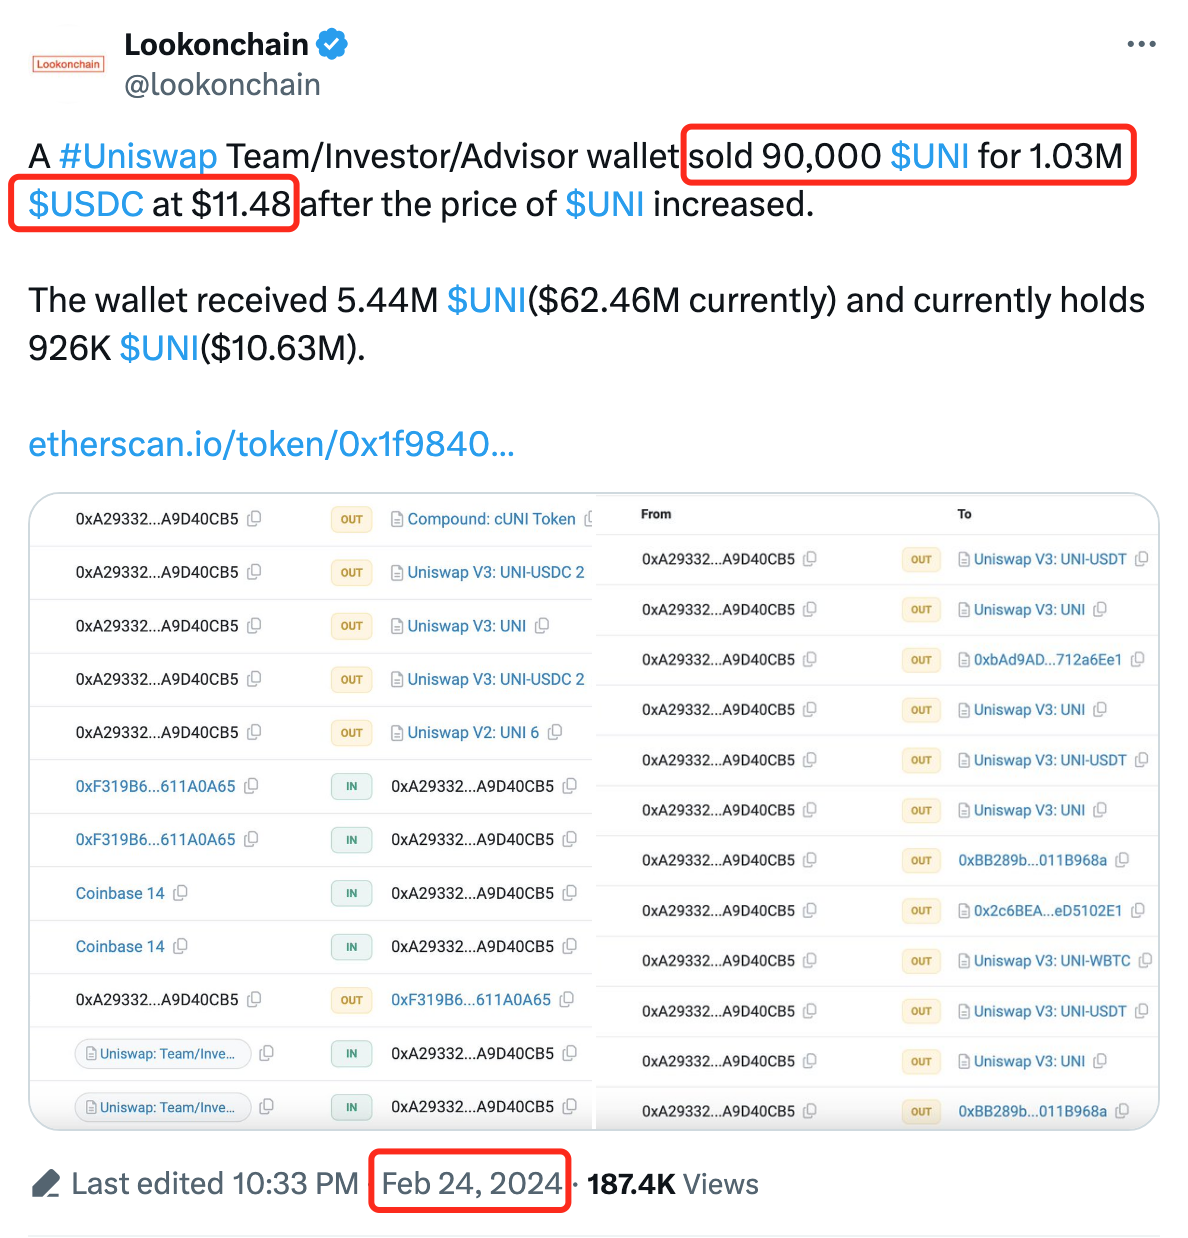 Lookonchain
Lookonchain
@lookonchain
A #Uniswap Team/Investor/Advisor wallet sold 90,000 $UNI for 1.03M
$USDC at $11.48 after the price of $UNI increased.
The wallet received 5.44M $UNI($62.46M currently) and currently holds
926K $UNI($10.63M).
etherscan.io/token/0x1f9840...
0xA29332...A9D40CB5 OUT Compound: cUNI Token
0xA29332...A9D40CB5 OUT Uniswap V3: UNI-USDC 2
0xA29332...A9D40CB5 OUT Uniswap V3: UNI
0xA29332...A9D40CB5 OUT Uniswap V3: UNI-USDC 2
0xA29332...A9D40CB5 OUT Uniswap V2: UNI 6
0xF319B6...611A0A65 IN 0xA29332...A9D40CB5
0xF319B6...611A0A65 IN 0xA29332...A9D40CB5
Coinbase 14 IN 0xA29332...A9D40CB5
Coinbase 14 IN 0xA29332...A9D40CB5
0xA29332...A9D40CB5 OUT 0xF319B6...611A0A65
Uniswap: Team/Inve... IN 0xA29332...A9D40CB5
Uniswap: Team/Inve... IN 0xA29332...A9D40CB5
From To
0xA29332...A9D40CB5 OUT Uniswap V3: UNI-USDT
0xA29332...A9D40CB5 OUT Uniswap V3: UNI
0xA29332...A9D40CB5 OUT 0xbAd9AD...712a6Ee1
0xA29332...A9D40CB5 OUT Uniswap V3: UNI
0xA29332...A9D40CB5 OUT Uniswap V3: UNI-USDT
0xA29332...A9D40CB5 OUT Uniswap V3: UNI
0xA29332...A9D40CB5 OUT 0xBB289b...011B968a
0xA29332...A9D40CB5 OUT 0x2c6BEA...eD5102E1
0xA29332...A9D40CB5 OUT Uniswap V3: UNI-WBTC
0xA29332...A9D40CB5 OUT Uniswap V3: UNI-USDT
0xA29332...A9D40CB5 OUT Uniswap V3: UNI
0xA29332...A9D40CB5 OUT 0xBB289b...011B968a
Last edited 10:33 PM · Feb 24, 2024 · 187.4K Views